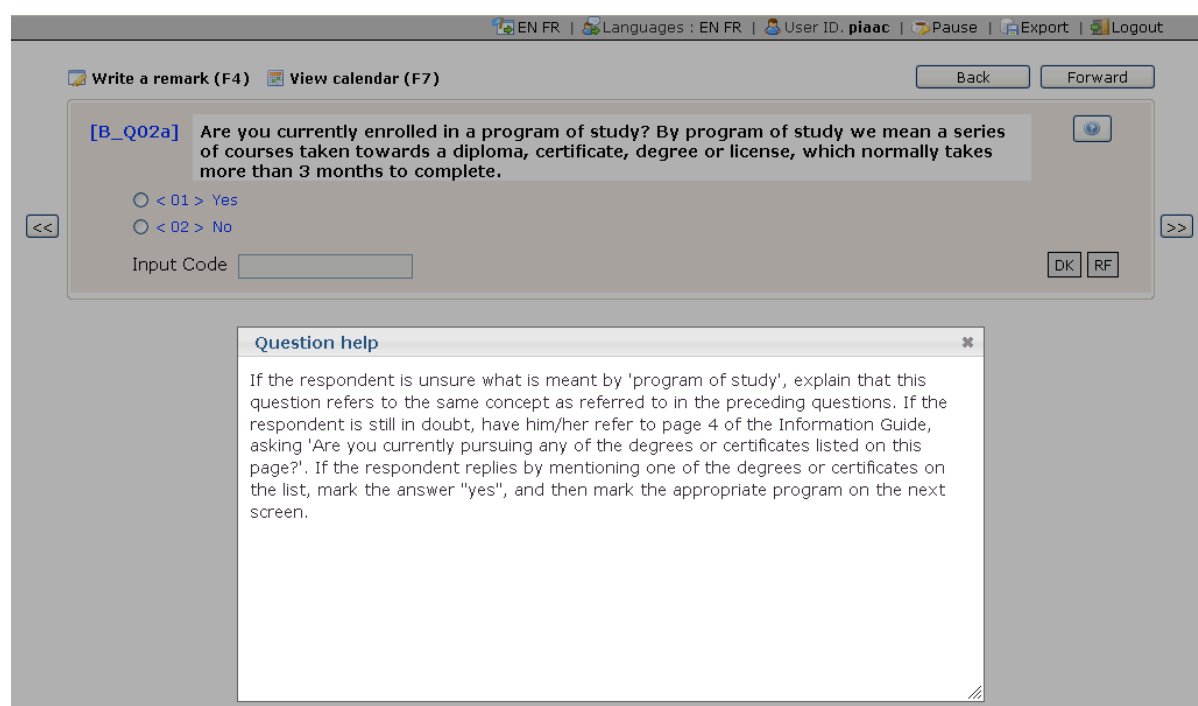 EN FR | Languages : EN FR | User ID. piaac | Pause | Export | Logout
Write a remark (F4) View calendar (F7) Back Forward
[B_Q02a] Are you currently enrolled in a program of study? By program of study we mean a series
of courses taken towards a diploma, certificate, degree or license, which normally takes
more than 3 months to complete.
< 01 > Yes
<< < 02 > No >>
Input Code DK RF
Question help
If the respondent is unsure what is meant by 'program of study', explain that this
question refers to the same concept as referred to in the preceding questions. If the
respondent is still in doubt, have him/her refer to page 4 of the Information Guide,
asking 'Are you currently pursuing any of the degrees or certificates listed on this
page?'. If the respondent replies by mentioning one of the degrees or certificates on
the list, mark the answer "yes", and then mark the appropriate program on the next
screen.